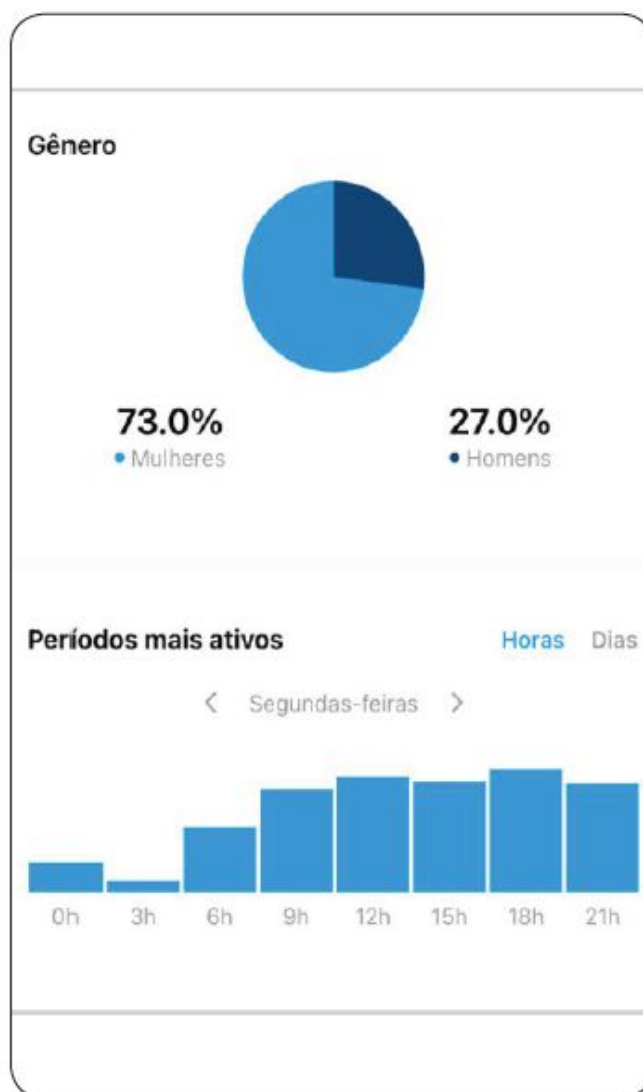 Gênero
73.0% 27.0%
Mulheres Homens
Períodos mais ativos Horas Dias
< Segundas-feiras >
0h 3h 6h 9h 12h 15h 18h 21h